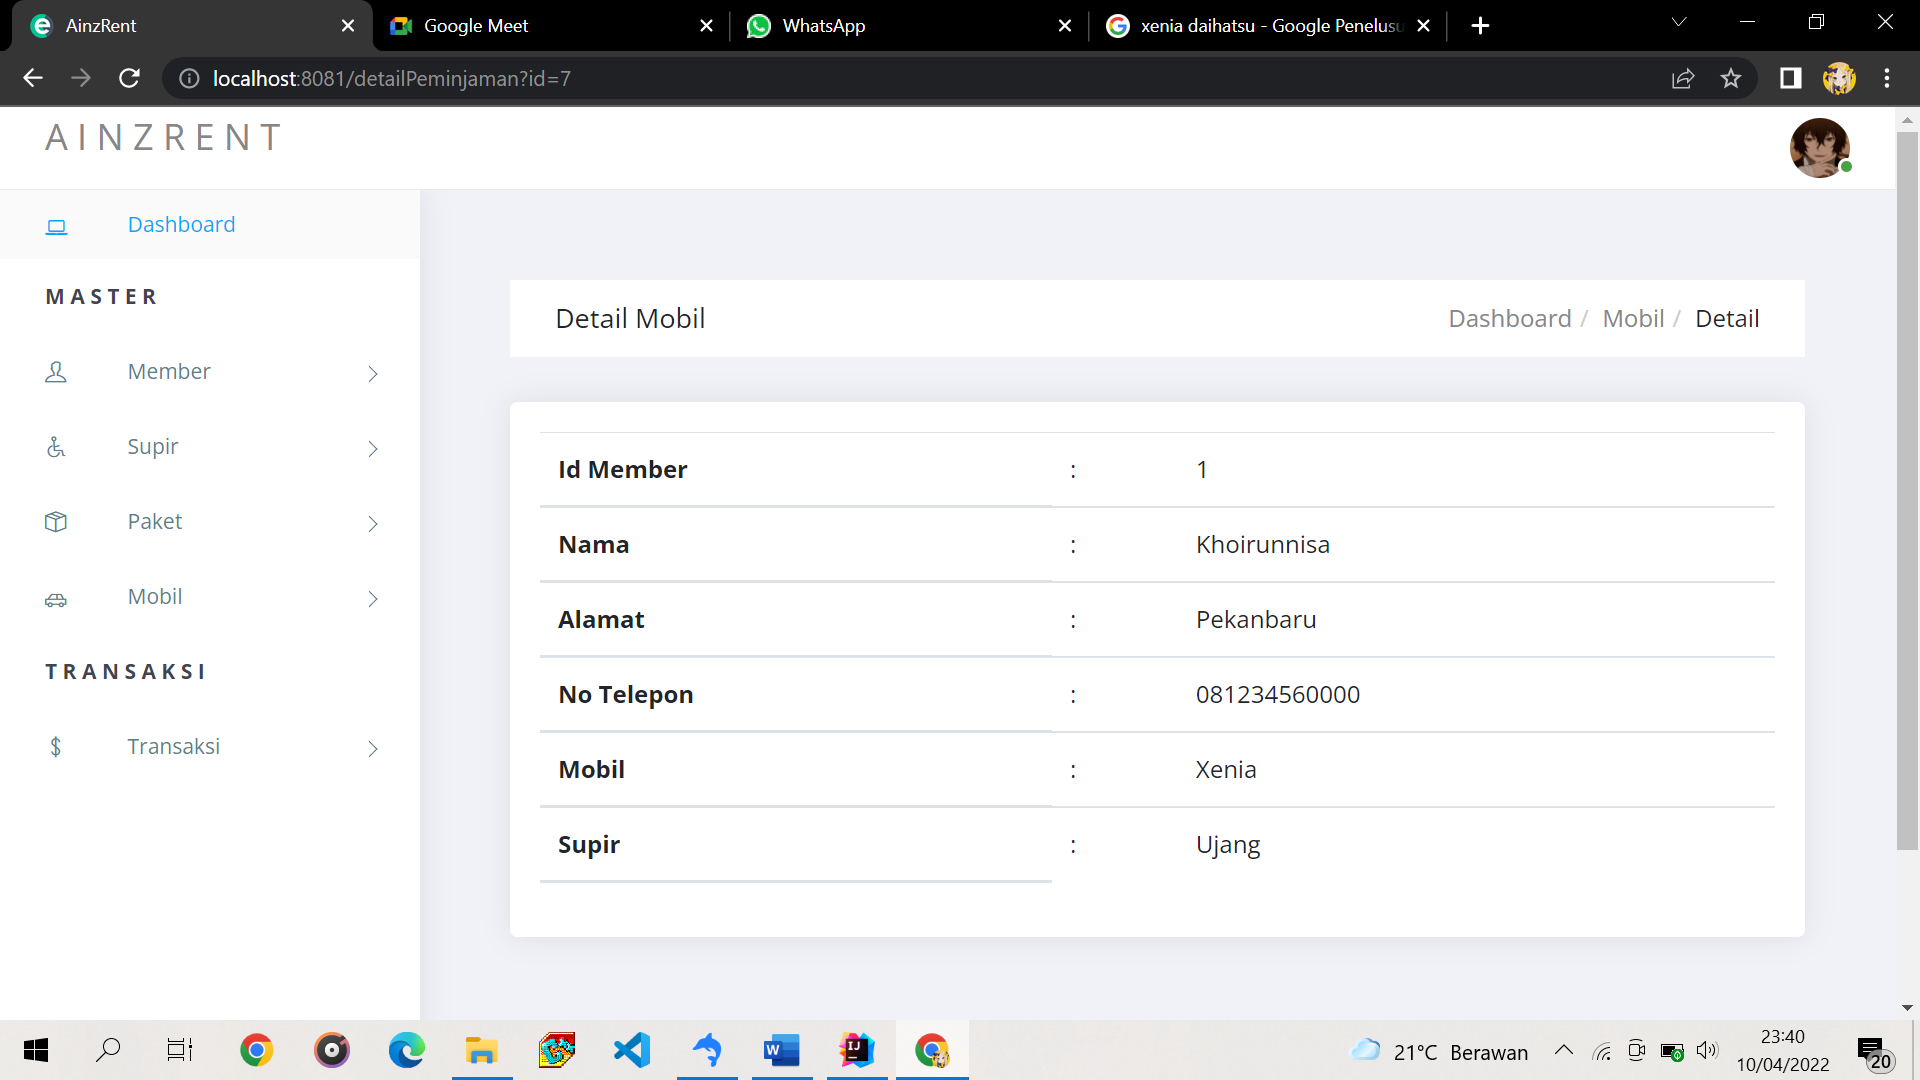 AinzRent
Google Meet
WhatsApp
xenia daihatsu - Google Penelusu
localhost:8081/detailPeminjaman?id=7
AINZRENT
Dashboard
MASTER
Member
Supir
Paket
Mobil
TRANSAKSI
Transaksi
Detail Mobil
Dashboard / Mobil / Detail
Id Member : 1
Nama : Khoirunnisa
Alamat : Pekanbaru
No Telepon : 081234560000
Mobil : Xenia
Supir : Ujang
21°C Berawan
23:40
10/04/2022
20